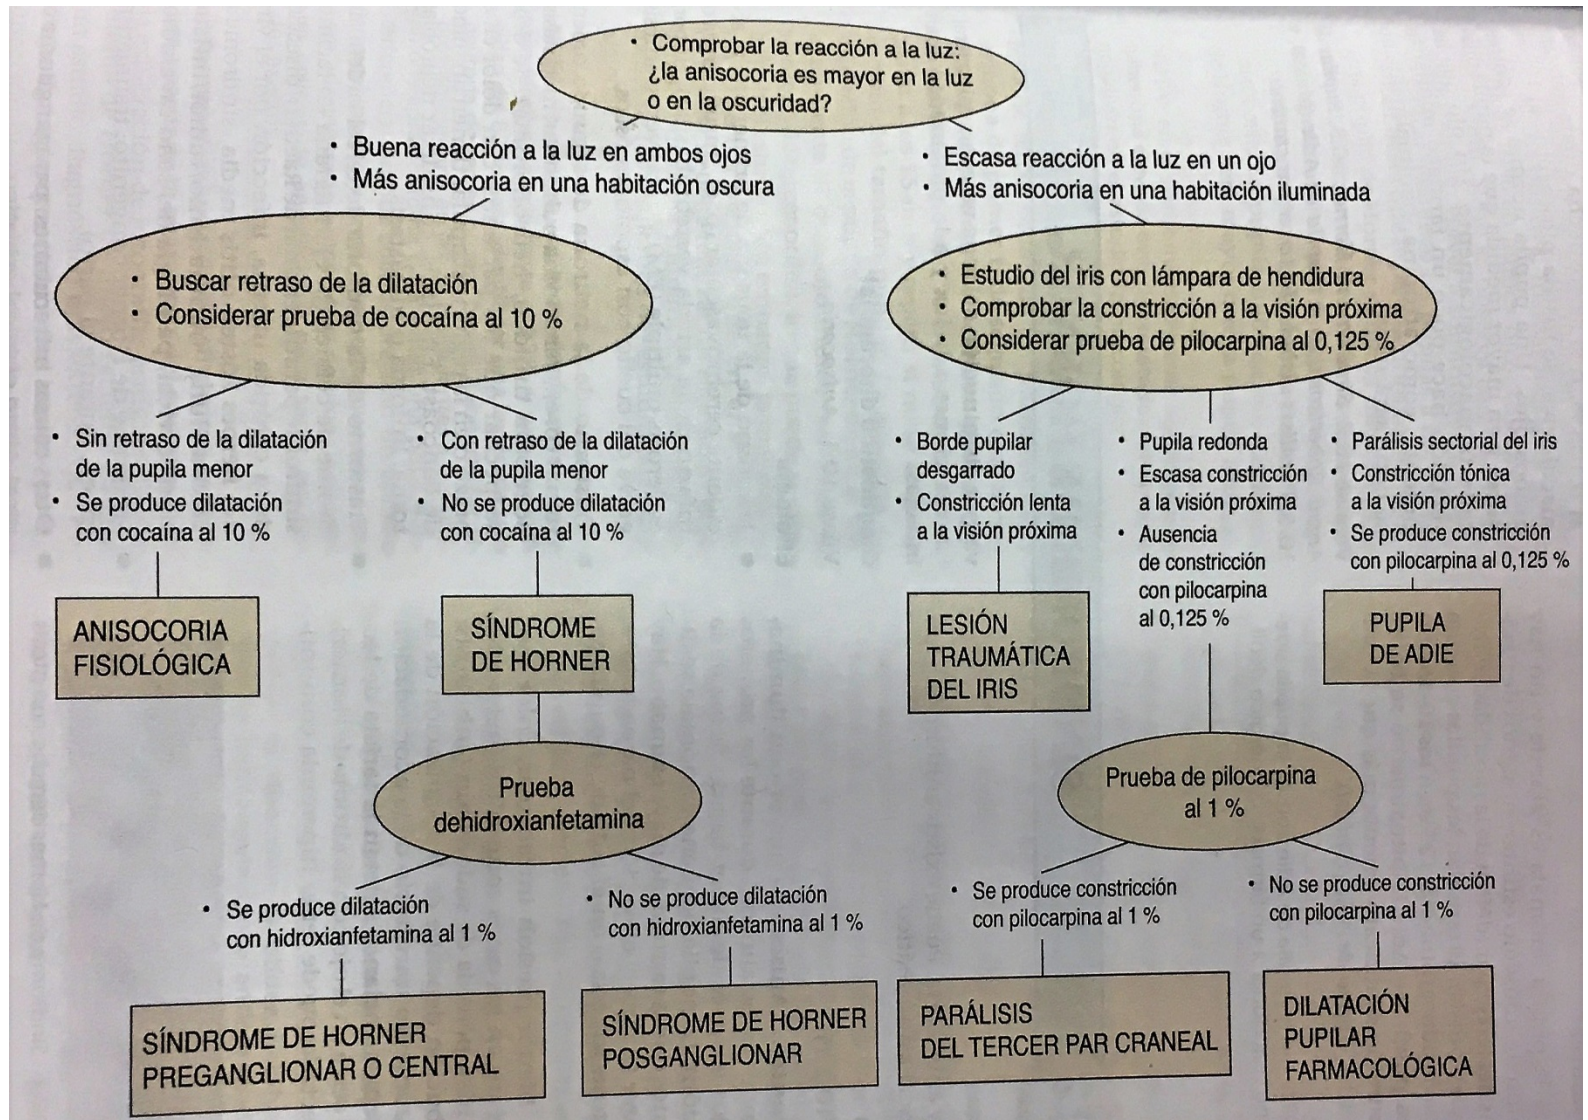 • Comprobar la reacción a la luz:
¿la anisocoria es mayor en la luz
o en la oscuridad?
• Buena reacción a la luz en ambos ojos
• Más anisocoria en una habitación oscura
• Escasa reacción a la luz en un ojo
• Más anisocoria en una habitación iluminada
• Buscar retraso de la dilatación
• Considerar prueba de cocaína al 10 %
• Estudio del iris con lámpara de hendidura
• Comprobar la constricción a la visión próxima
• Considerar prueba de pilocarpina al 0,125 %
• Sin retraso de la dilatación
de la pupila menor
• Se produce dilatación
con cocaína al 10 %
• Con retraso de la dilatación
de la pupila menor
• No se produce dilatación
con cocaína al 10 %
• Borde pupilar
desgarrado
• Constricción lenta
a la visión próxima
• Pupila redonda
• Escasa constricción
a la visión próxima
• Ausencia
de constricción
con pilocarpina
al 0,125 %
• Parálisis sectorial del iris
• Constricción tónica
a la visión próxima
• Se produce constricción
con pilocarpina al 0,125 %
ANISOCORIA
FISIOLÓGICA
SÍNDROME
DE HORNER
LESIÓN
TRAUMÁTICA
DEL IRIS
PUPILA
DE ADIE
Prueba
dehidroxianfetamina
Prueba de pilocarpina
al 1 %
• Se produce dilatación
con hidroxianfetamina al 1 %
• No se produce dilatación
con hidroxianfetamina al 1 %
• Se produce constricción
con pilocarpina al 1 %
• No se produce constricción
con pilocarpina al 1 %
SÍNDROME DE HORNER
PREGANGLIONAR O CENTRAL
SÍNDROME DE HORNER
POSGANGLIONAR
PARÁLISIS
DEL TERCER PAR CRANEAL
DILATACIÓN
PUPILAR
FARMACOLÓGICA